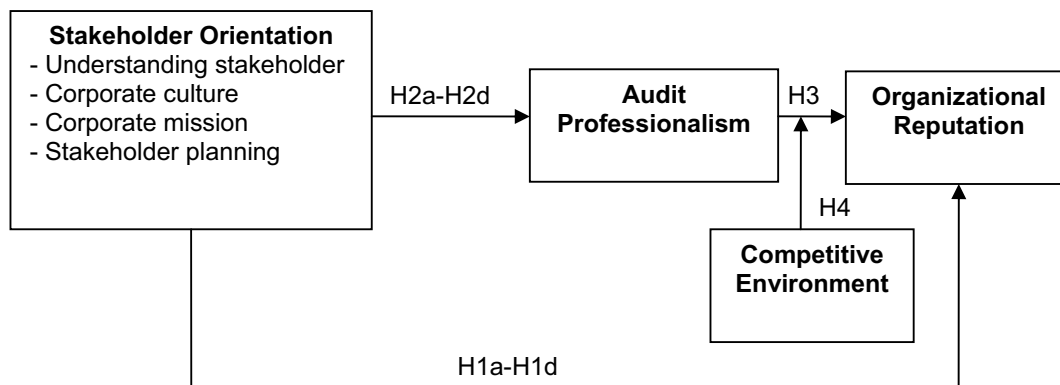 Stakeholder Orientation
- Understanding stakeholder
- Corporate culture
- Corporate mission
- Stakeholder planning
H2a-H2d
Audit
Professionalism
H3
Organizational
Reputation
H4
Competitive
Environment
H1a-H1d